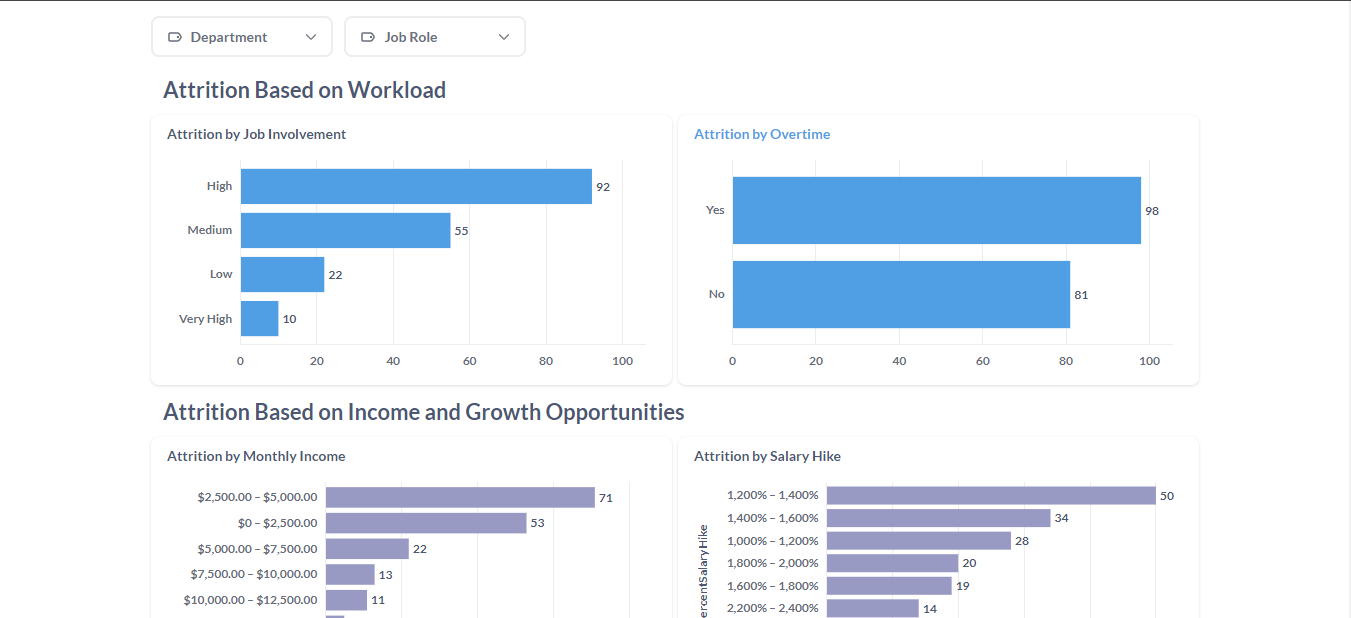 Department Job Role
Attrition Based on Workload
Attrition by Job Involvement
High 92
Medium 55
Low 22
Very High 10
0 20 40 60 80 100
Attrition by Overtime
Yes 98
No 81
0 20 40 60 80 100
Attrition Based on Income and Growth Opportunities
Attrition by Monthly Income
$2,500.00 – $5,000.00 71
$0 – $2,500.00 53
$5,000.00 – $7,500.00 22
$7,500.00 – $10,000.00 13
$10,000.00 – $12,500.00 11
Attrition by Salary Hike
ercentSalaryHike
1,200% – 1,400% 50
1,400% – 1,600% 34
1,000% – 1,200% 28
1,800% – 2,000% 20
1,600% – 1,800% 19
2,200% – 2,400% 14